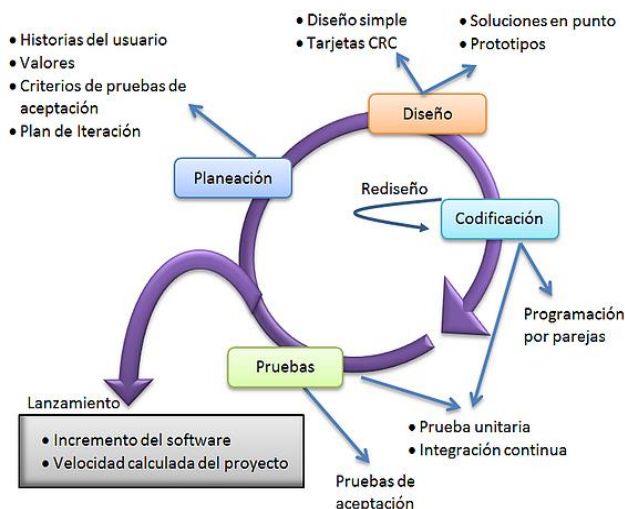 • Historias del usuario
• Valores
• Criterios de pruebas de
aceptación
• Plan de Iteración
• Diseño simple
• Tarjetas CRC
• Soluciones en punto
• Prototipos
Diseño
Planeación
Rediseño
Codificación
Programación
por parejas
Pruebas
Lanzamiento
• Incremento del software
• Velocidad calculada del proyecto
• Prueba unitaria
• Integración continua
Pruebas de
aceptación